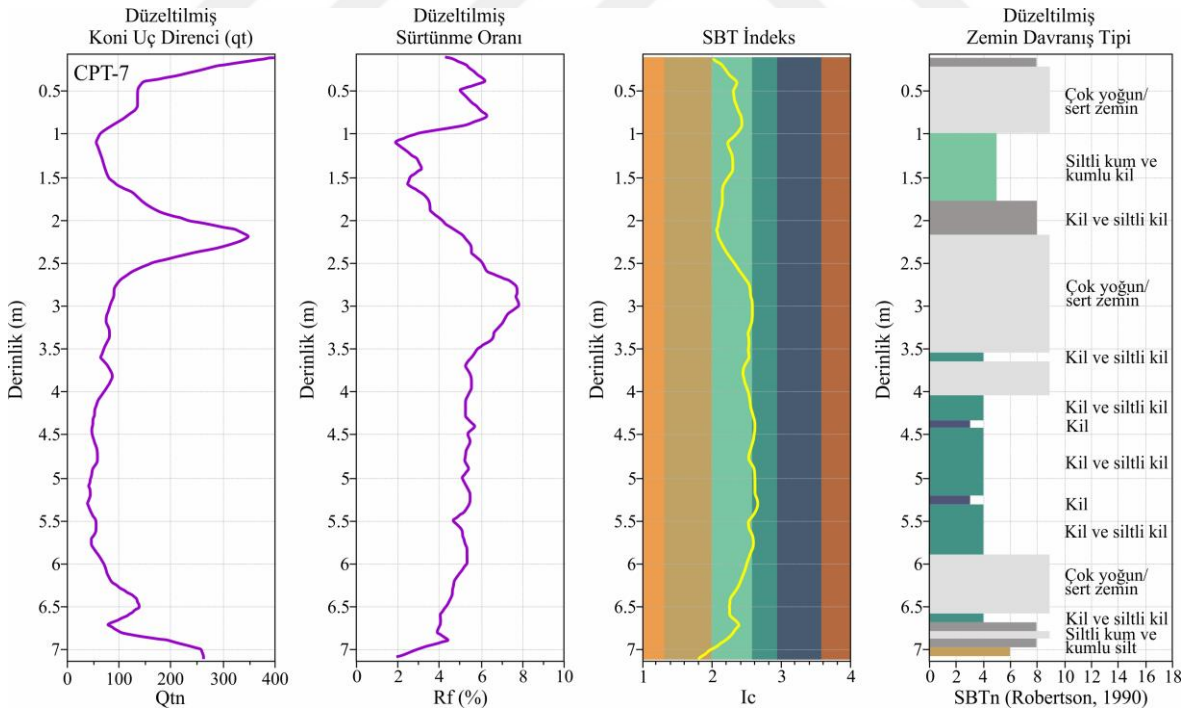 Düzeltilmiş
Koni Uç Direnci (qt)
CPT-7
Derinlik (m)
0.5
1
1.5
2
2.5
3
3.5
4
4.5
5
5.5
6
6.5
7
0 100 200 300 400
Qtn
Düzeltilmiş
Sürtünme Oranı
Derinlik (m)
0.5
1
1.5
2
2.5
3
3.5
4
4.5
5
5.5
6
6.5
7
0 2 4 6 8 10
Rf (%)
SBT İndeks
Derinlik (m)
0.5
1
1.5
2
2.5
3
3.5
4
4.5
5
5.5
6
6.5
7
1 2 3 4
Ic
Düzeltilmiş
Zemin Davranış Tipi
Derinlik (m)
0.5
1
1.5
2
2.5
3
3.5
4
4.5
5
5.5
6
6.5
7
Çok yoğun/
sert zemin
Siltli kum ve
kumlu kil
Kil ve siltli kil
Çok yoğun/
sert zemin
Kil ve siltli kil
Kil ve siltli kil
Kil
Kil ve siltli kil
Kil
Kil ve siltli kil
Çok yoğun/
sert zemin
Kil ve siltli kil
Siltli kum ve
kumlu silt
0 2 4 6 8 10 12 14 16 18
SBTn (Robertson, 1990)